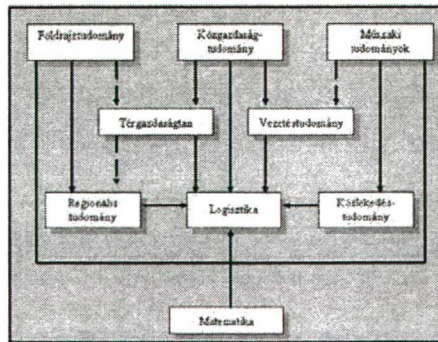 Földrajztudomány
Közgazdaság-
tudomány
Műszaki
tudományok
Térgazdaságtan
Vezetéstudomány
Regionális
tudomány
Logisztika
Közlekedés-
tudomány
Matematika